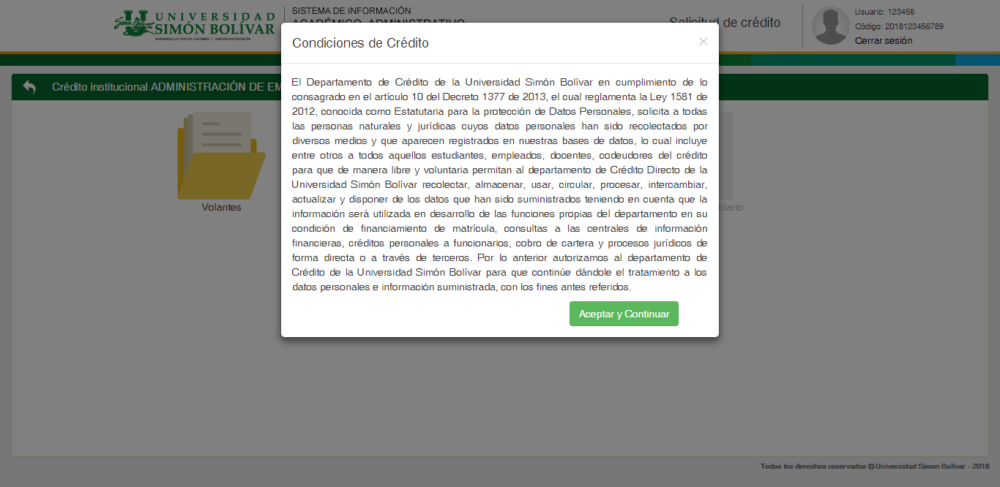 UNIVERSIDAD
SIMÓN BOLÍVAR
BARRANQUILLA Y CÚCUTA - COLOMBIA | VIGILADA MINEDUCACIÓN
SISTEMA DE INFORMACIÓN
ACADÉMICO ADMINISTRATIVO
Solicitud de crédito
Usuario: 123456
Código: 2018123456789
Cerrar sesión
Condiciones de Crédito
×
Crédito institucional ADMINISTRACIÓN DE EM
El Departamento de Crédito de la Universidad Simón Bolívar en cumplimiento de lo
consagrado en el artículo 10 del Decreto 1377 de 2013, el cual reglamenta la Ley 1581 de
2012, conocida como Estatutaria para la protección de Datos Personales, solicita a todas
las personas naturales y jurídicas cuyos datos personales han sido recolectados por
diversos medios y que aparecen registrados en nuestras bases de datos, lo cual incluye
entre otros a todos aquellos estudiantes, empleados, docentes, codeudores del crédito
para que de manera libre y voluntaria permitan al departamento de Crédito Directo de la
Universidad Simón Bolívar recolectar, almacenar, usar, circular, procesar, intercambiar,
actualizar y disponer de los datos que han sido suministrados teniendo en cuenta que la
información será utilizada en desarrollo de las funciones propias del departamento en su
condición de financiamiento de matrícula, consultas a las centrales de información
financieras, créditos personales a funcionarios, cobro de cartera y procesos jurídicos de
forma directa o a través de terceros. Por lo anterior autorizamos al departamento de
Crédito de la Universidad Simón Bolívar para que continúe dándole el tratamiento a los
datos personales e información suministrada, con los fines antes referidos.
Aceptar y Continuar
Volantes
ulario
Todos los derechos reservados @ Universidad Simon Bolívar - 2018